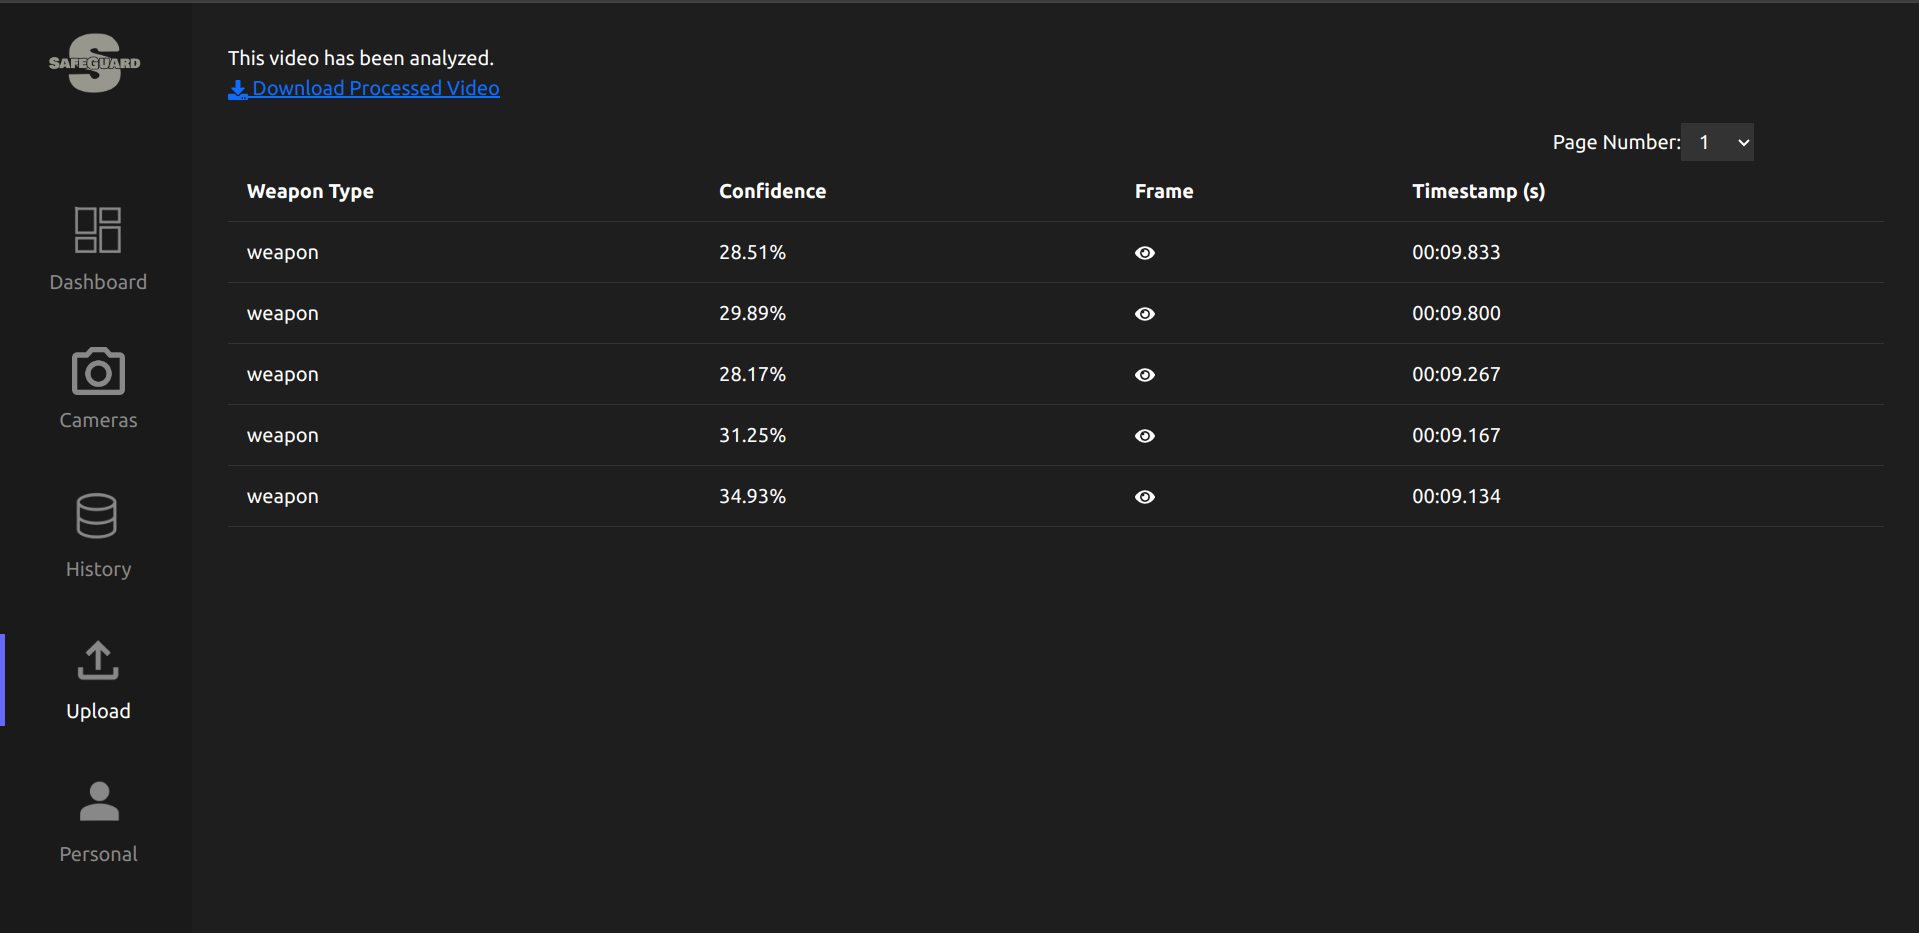 SAFEGUARD
This video has been analyzed.
Download Processed Video
Page Number: 1
Weapon Type Confidence Frame Timestamp (s)
weapon 28.51% 00:09.833
weapon 29.89% 00:09.800
weapon 28.17% 00:09.267
weapon 31.25% 00:09.167
weapon 34.93% 00:09.134
Dashboard
Cameras
History
Upload
Personal